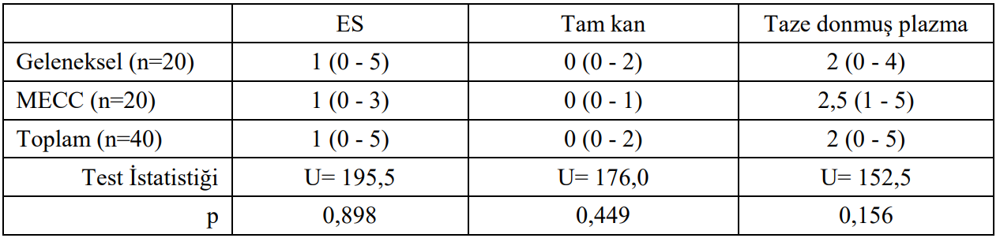 ES Tam kan Taze donmuş plazma
Geleneksel (n=20) 1 (0 - 5) 0 (0 - 2) 2 (0 - 4)
MECC (n=20) 1 (0 - 3) 0 (0 - 1) 2,5 (1 - 5)
Toplam (n=40) 1 (0 - 5) 0 (0 - 2) 2 (0 - 5)
Test İstatistiği U= 195,5 U= 176,0 U= 152,5
p 0,898 0,449 0,156